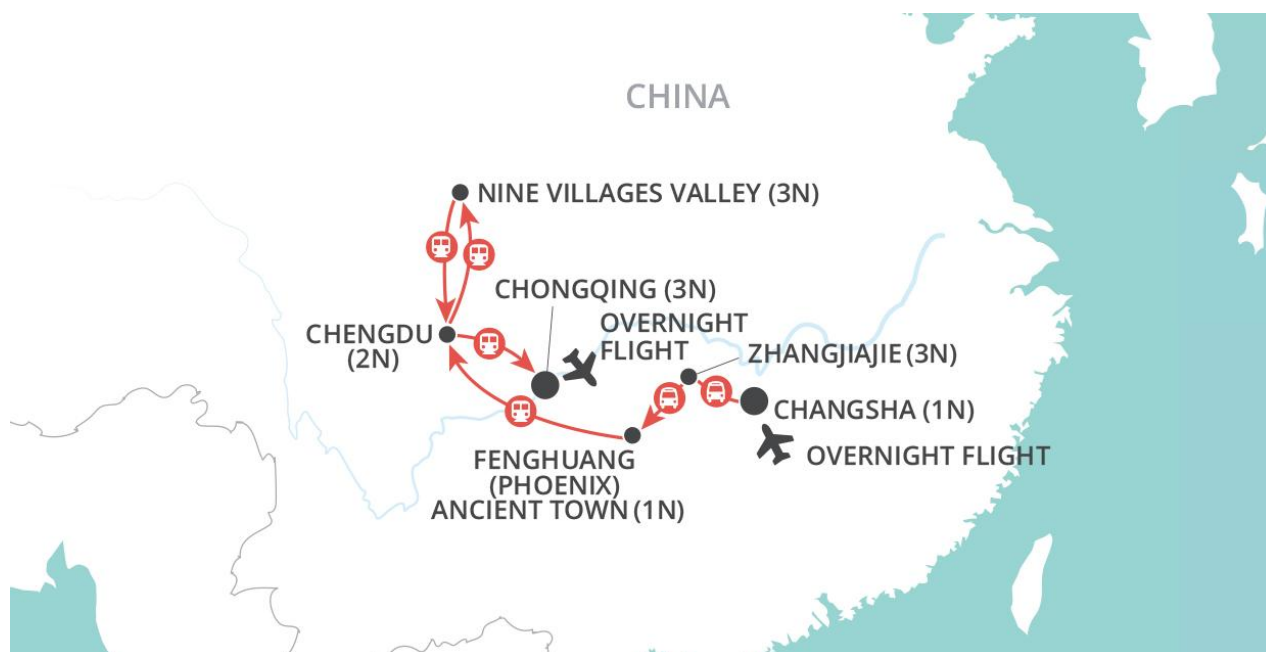 CHINA
NINE VILLAGES VALLEY (3N)
CHONGQING (3N)
OVERNIGHT
FLIGHT
CHENGDU
(2N)
ZHANGJIAJIE (3N)
CHANGSHA (1N)
OVERNIGHT FLIGHT
FENGHUANG
(PHOENIX)
ANCIENT TOWN (1N)